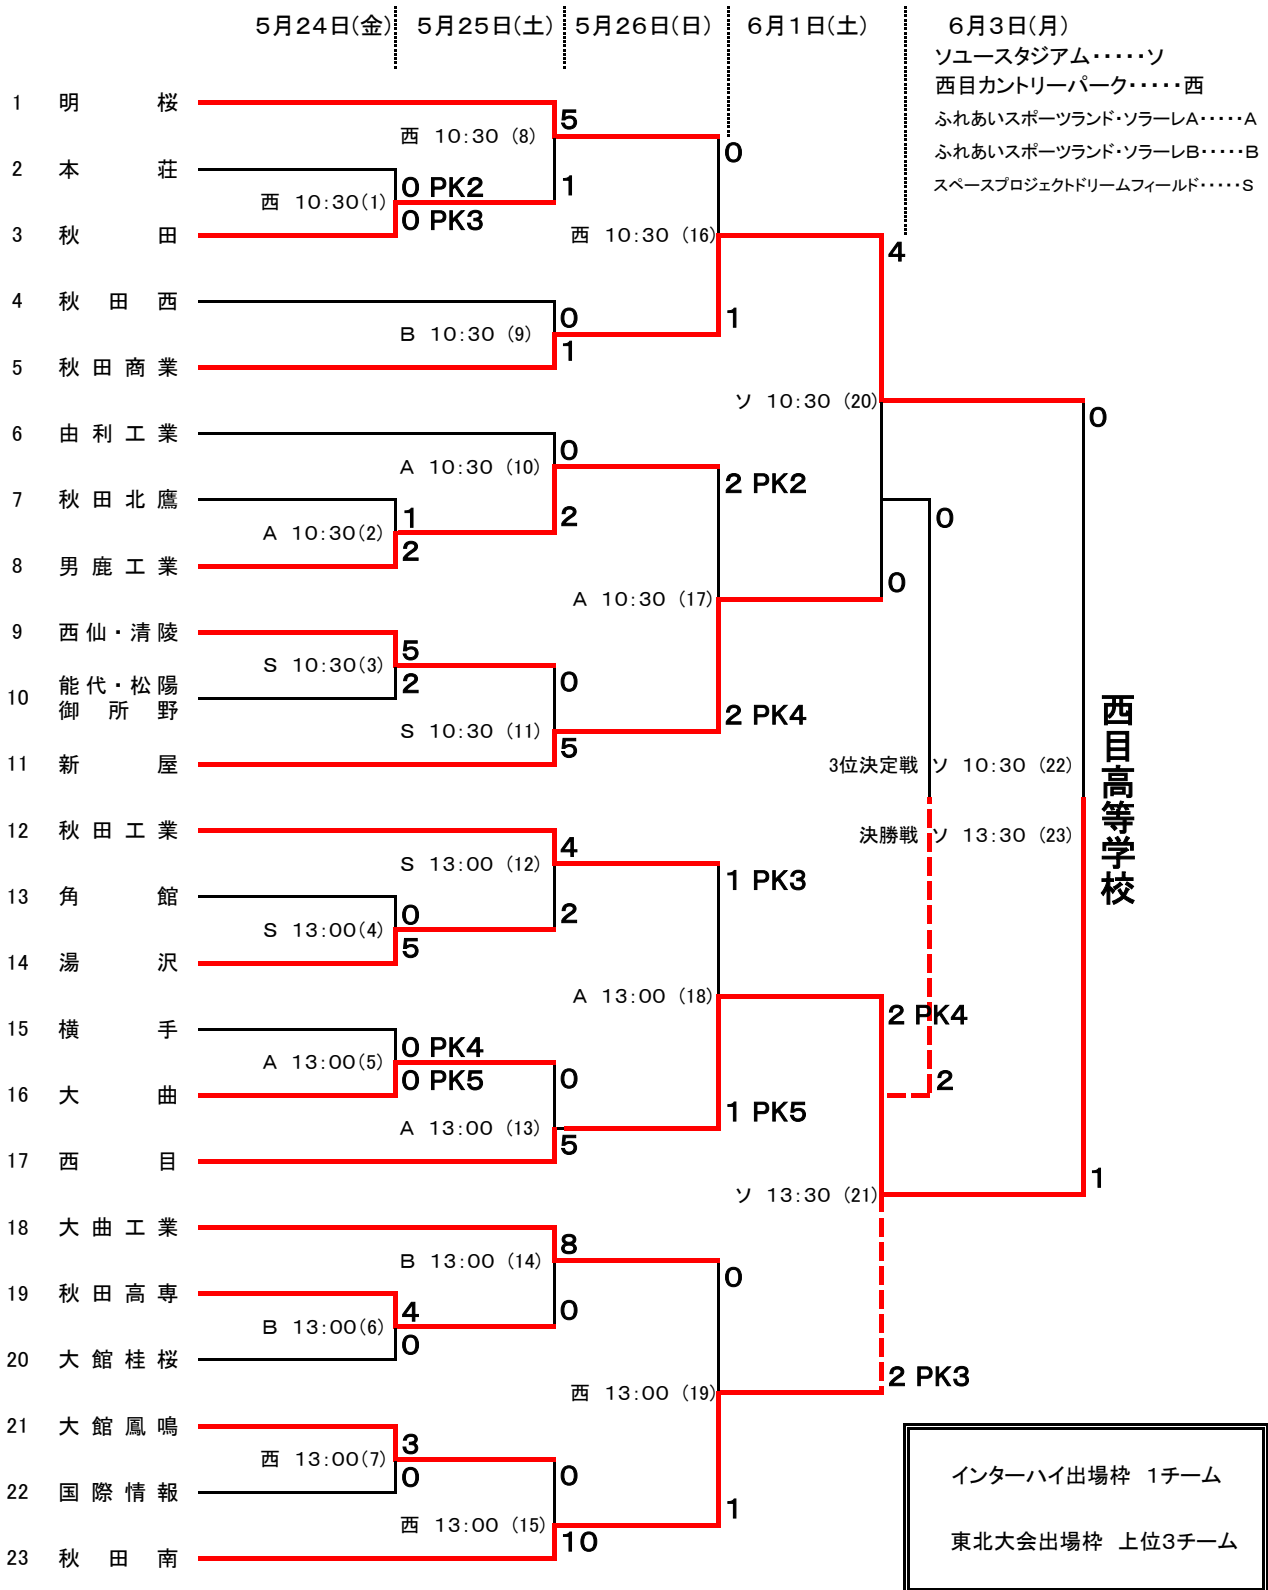 5月24日(金) 5月25日(土) 5月26日(日) 6月1日(土) 6月3日(月)
ソユースタジアム・・・・・ソ
西目カントリーパーク・・・・・西
ふれあいスポーツランド・ソラーレA・・・・・A
ふれあいスポーツランド・ソラーレB・・・・・B
スペースプロジェクトドリームフィールド・・・・・S
1 明桜
5
西 10:30 (8)
0
2 本荘
0 PK2
1
西 10:30(1)
0 PK3
3 秋田
西 10:30 (16)
4
4 秋田西
0
1
B 10:30 (9)
1
5 秋田商業
ソ 10:30 (20)
0
6 由利工業
0
A 10:30 (10)
2 PK2
7 秋田北鷹
1
2
0
A 10:30(2)
2
8 男鹿工業
0
A 10:30 (17)
9 西仙・清陵
5
S 10:30(3)
2
0
10 能代・松陽
御所野
2 PK4
S 10:30 (11)
5
11 新屋
3位決定戦 ソ 10:30 (22)
西目高等学校
12 秋田工業
決勝戦 ソ 13:30 (23)
4
S 13:00 (12)
1 PK3
13 角館
0
2
S 13:00(4)
5
14 湯沢
A 13:00 (18)
2 PK4
15 横手
0 PK4
A 13:00(5)
0 PK5
0
2
16 大曲
1 PK5
A 13:00 (13)
5
17 西目
1
ソ 13:30 (21)
18 大曲工業
8
B 13:00 (14)
0
19 秋田高専
4
0
B 13:00(6)
0
20 大館桂桜
2 PK3
西 13:00 (19)
21 大館鳳鳴
3
西 13:00(7)
0
0
22 国際情報
1
西 13:00 (15)
10
23 秋田南
インターハイ出場枠 1チーム
東北大会出場枠 上位3チーム